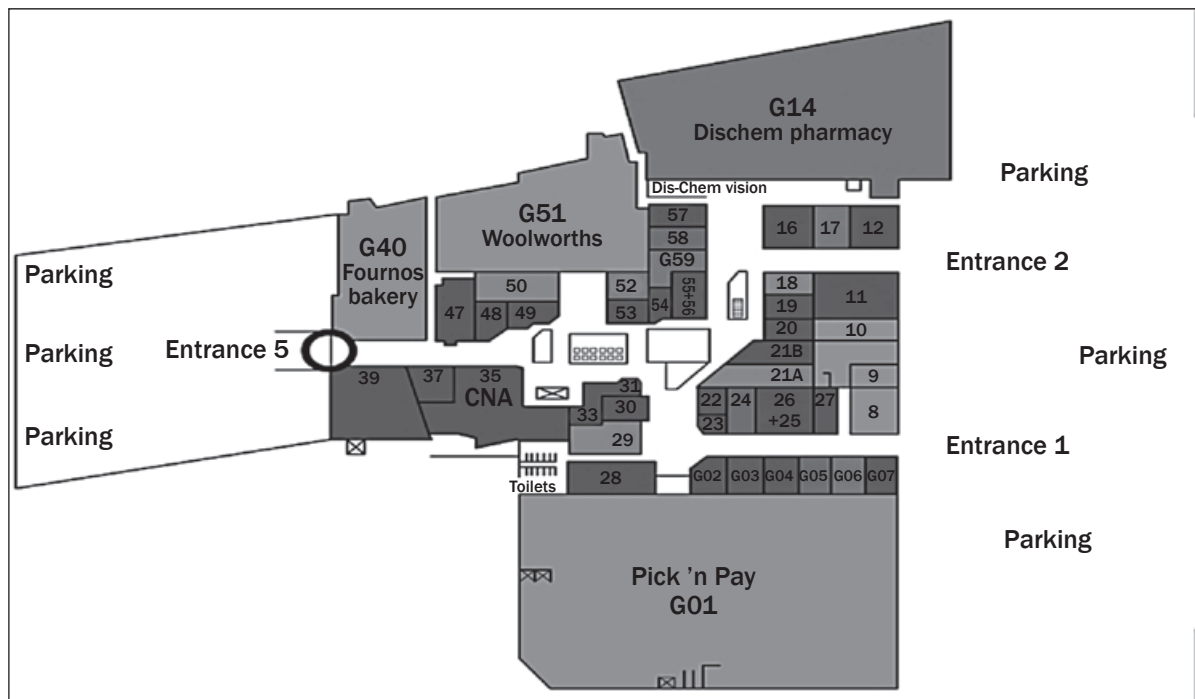 G14
Dischem pharmacy
Parking
Dis-Chem vision
G51
Woolworths
57
58
G59
16
17
12
G40
Fournos
bakery
Parking
Entrance 2
50
52
55+56
18
11
47
48
49
53
54
19
20
10
Entrance 5
Parking
21B
Parking
39
37
35
CNA
31
21A
9
33
30
22
24
26
+25
27
8
23
Parking
29
Entrance 1
Toilets
28
G02
G03
G04
G05
G06
G07
Parking
Pick ’n Pay
G01